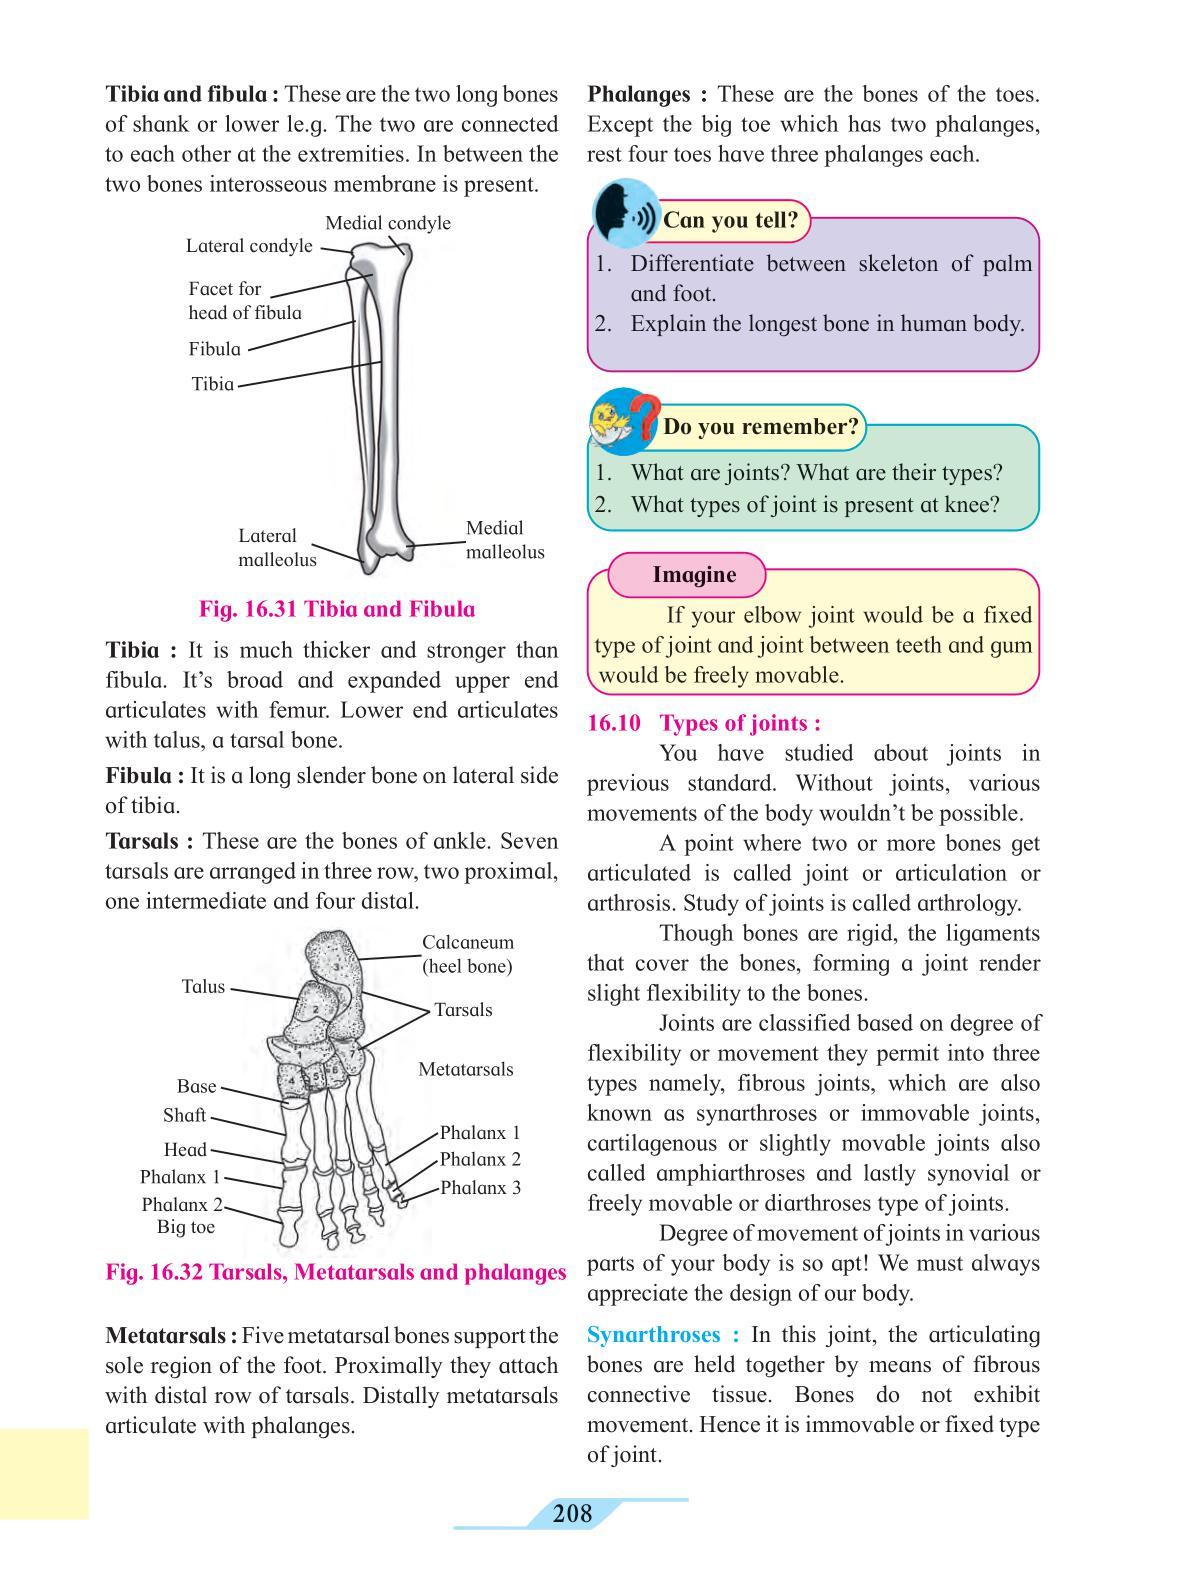 Tibia and fibula : These are the two long bones
of shank or lower le.g. The two are connected
to each other at the extremities. In between the
two bones interosseous membrane is present.
Medial condyle
Lateral condyle
Facet for
head of fibula
Fibula
Tibia
Lateral
malleolus
Medial
malleolus
Fig. 16.31 Tibia and Fibula
Tibia : It is much thicker and stronger than
fibula. It's broad and expanded upper end
articulates with femur. Lower end articulates
with talus, a tarsal bone.
Fibula : It is a long slender bone on lateral side
of tibia.
Tarsals : These are the bones of ankle. Seven
tarsals are arranged in three row, two proximal,
one intermediate and four distal.
Calcaneum
(heel bone)
Talus
Tarsals
Metatarsals
Base
Shaft
Head
Phalanx 1
Phalanx 2
Big toe
Phalanx 1
Phalanx 2
Phalanx 3
3
2
1
7
4
5
6
Fig. 16.32 Tarsals, Metatarsals and phalanges
Metatarsals : Five metatarsal bones support the
sole region of the foot. Proximally they attach
with distal row of tarsals. Distally metatarsals
articulate with phalanges.
Phalanges : These are the bones of the toes.
Except the big toe which has two phalanges,
rest four toes have three phalanges each.
Can you tell?
1. Differentiate between skeleton of palm
and foot.
2. Explain the longest bone in human body.
Do you remember?
1. What are joints? What are their types?
2. What types of joint is present at knee?
Imagine
If your elbow joint would be a fixed
type of joint and joint between teeth and gum
would be freely movable.
16.10 Types of joints :
You have studied about joints in
previous standard. Without joints, various
movements of the body wouldn't be possible.
A point where two or more bones get
articulated is called joint or articulation or
arthrosis. Study of joints is called arthrology.
Though bones are rigid, the ligaments
that cover the bones, forming a joint render
slight flexibility to the bones.
Joints are classified based on degree of
flexibility or movement they permit into three
types namely, fibrous joints, which are also
known as synarthroses or immovable joints,
cartilagenous or slightly movable joints also
called amphiarthroses and lastly synovial or
freely movable or diarthroses type of joints.
Degree of movement of joints in various
parts of your body is so apt! We must always
appreciate the design of our body.
Synarthroses : In this joint, the articulating
bones are held together by means of fibrous
connective tissue. Bones do not exhibit
movement. Hence it is immovable or fixed type
of joint.
208